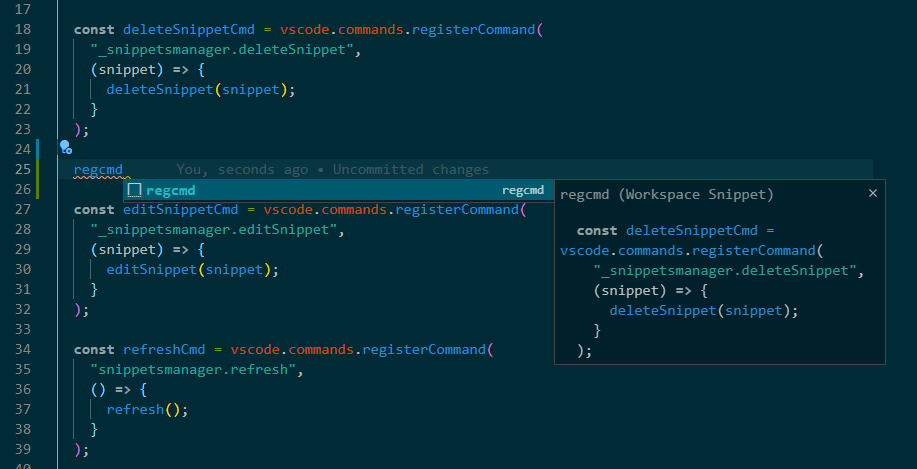 17
18 const deleteSnippetCmd = vscode.commands.registerCommand(
19 "_snippetsmanager.deleteSnippet",
20 (snippet) => {
21 deleteSnippet(snippet);
22 }
23 );
24
25 regcmd You, seconds ago • Uncommitted changes
26 regcmd regcmd
27 const editSnippetCmd = vscode.commands.registerCommand(
28 "_snippetsmanager.editSnippet",
29 (snippet) => {
30 editSnippet(snippet);
31 }
32 );
33
34 const refreshCmd = vscode.commands.registerCommand(
35 "snippetsmanager.refresh",
36 () => {
37 refresh();
38 }
39 );
regcmd (Workspace Snippet) ×
const deleteSnippetCmd =
vscode.commands.registerCommand(
"_snippetsmanager.deleteSnippet",
(snippet) => {
deleteSnippet(snippet);
}
);